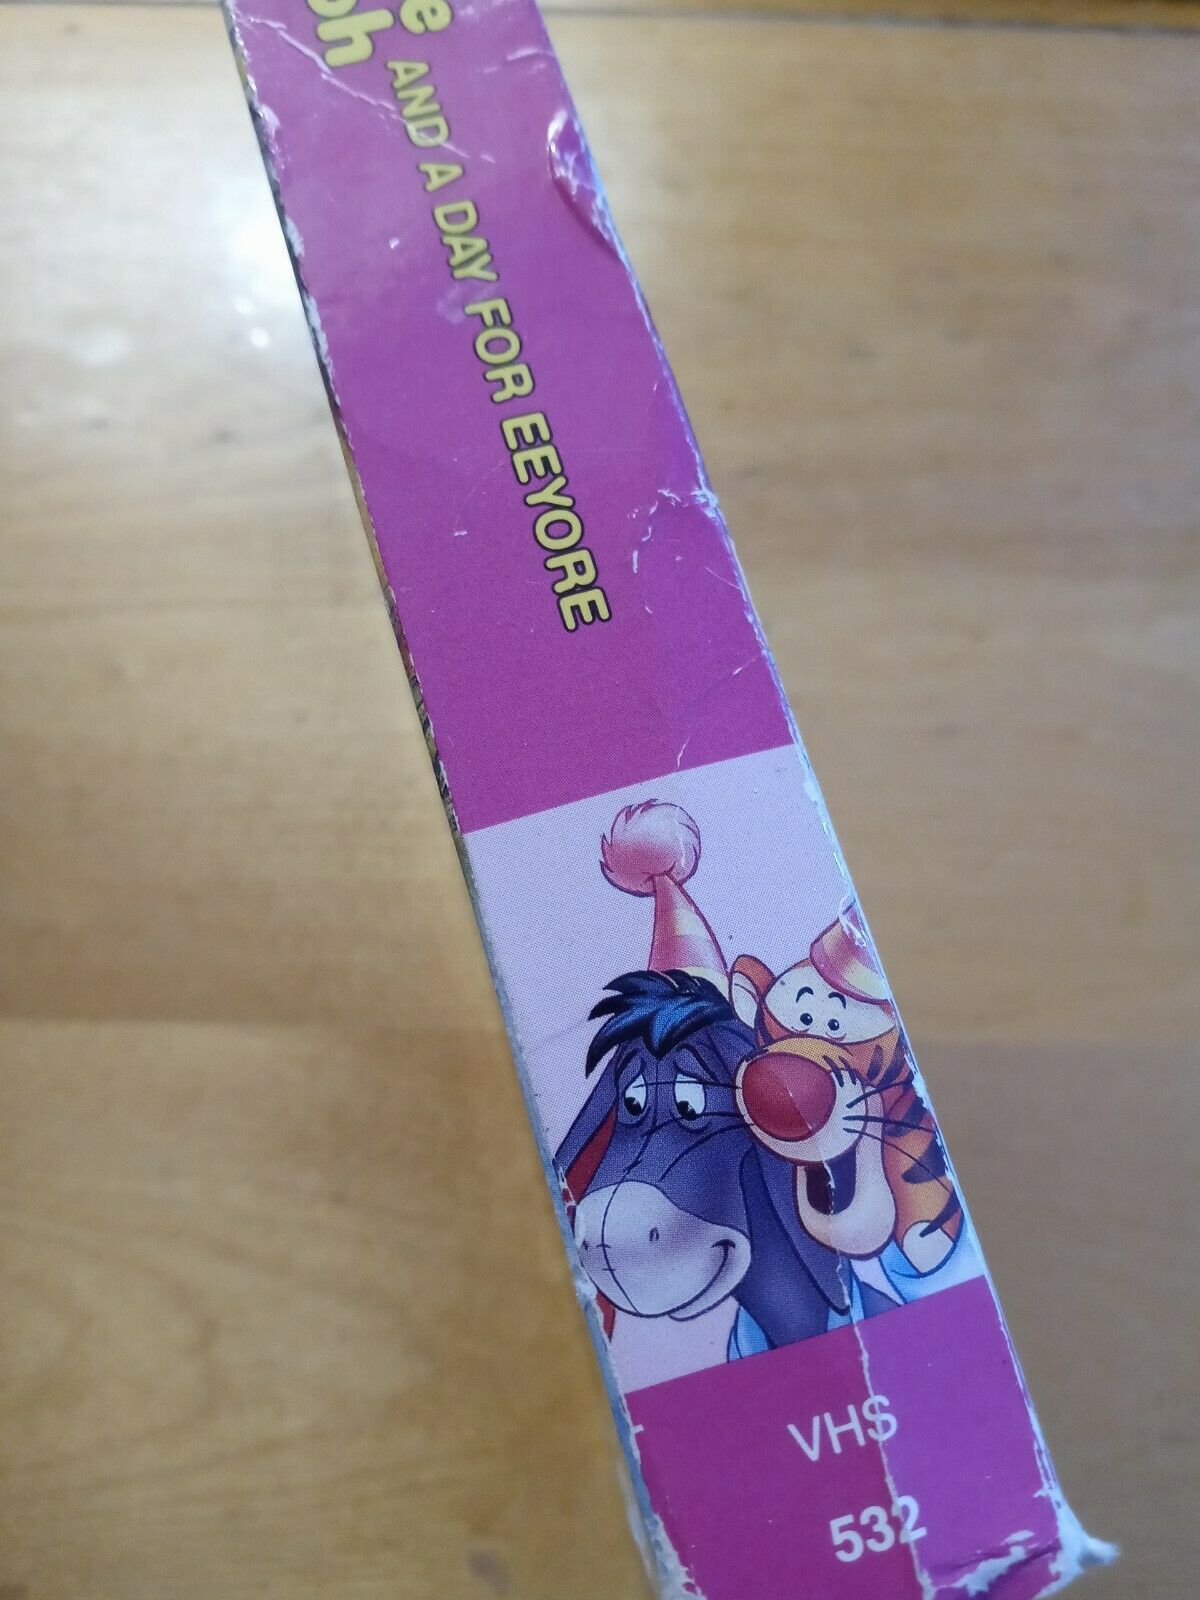 AND A DAY FOR EEYORE
VHS
532